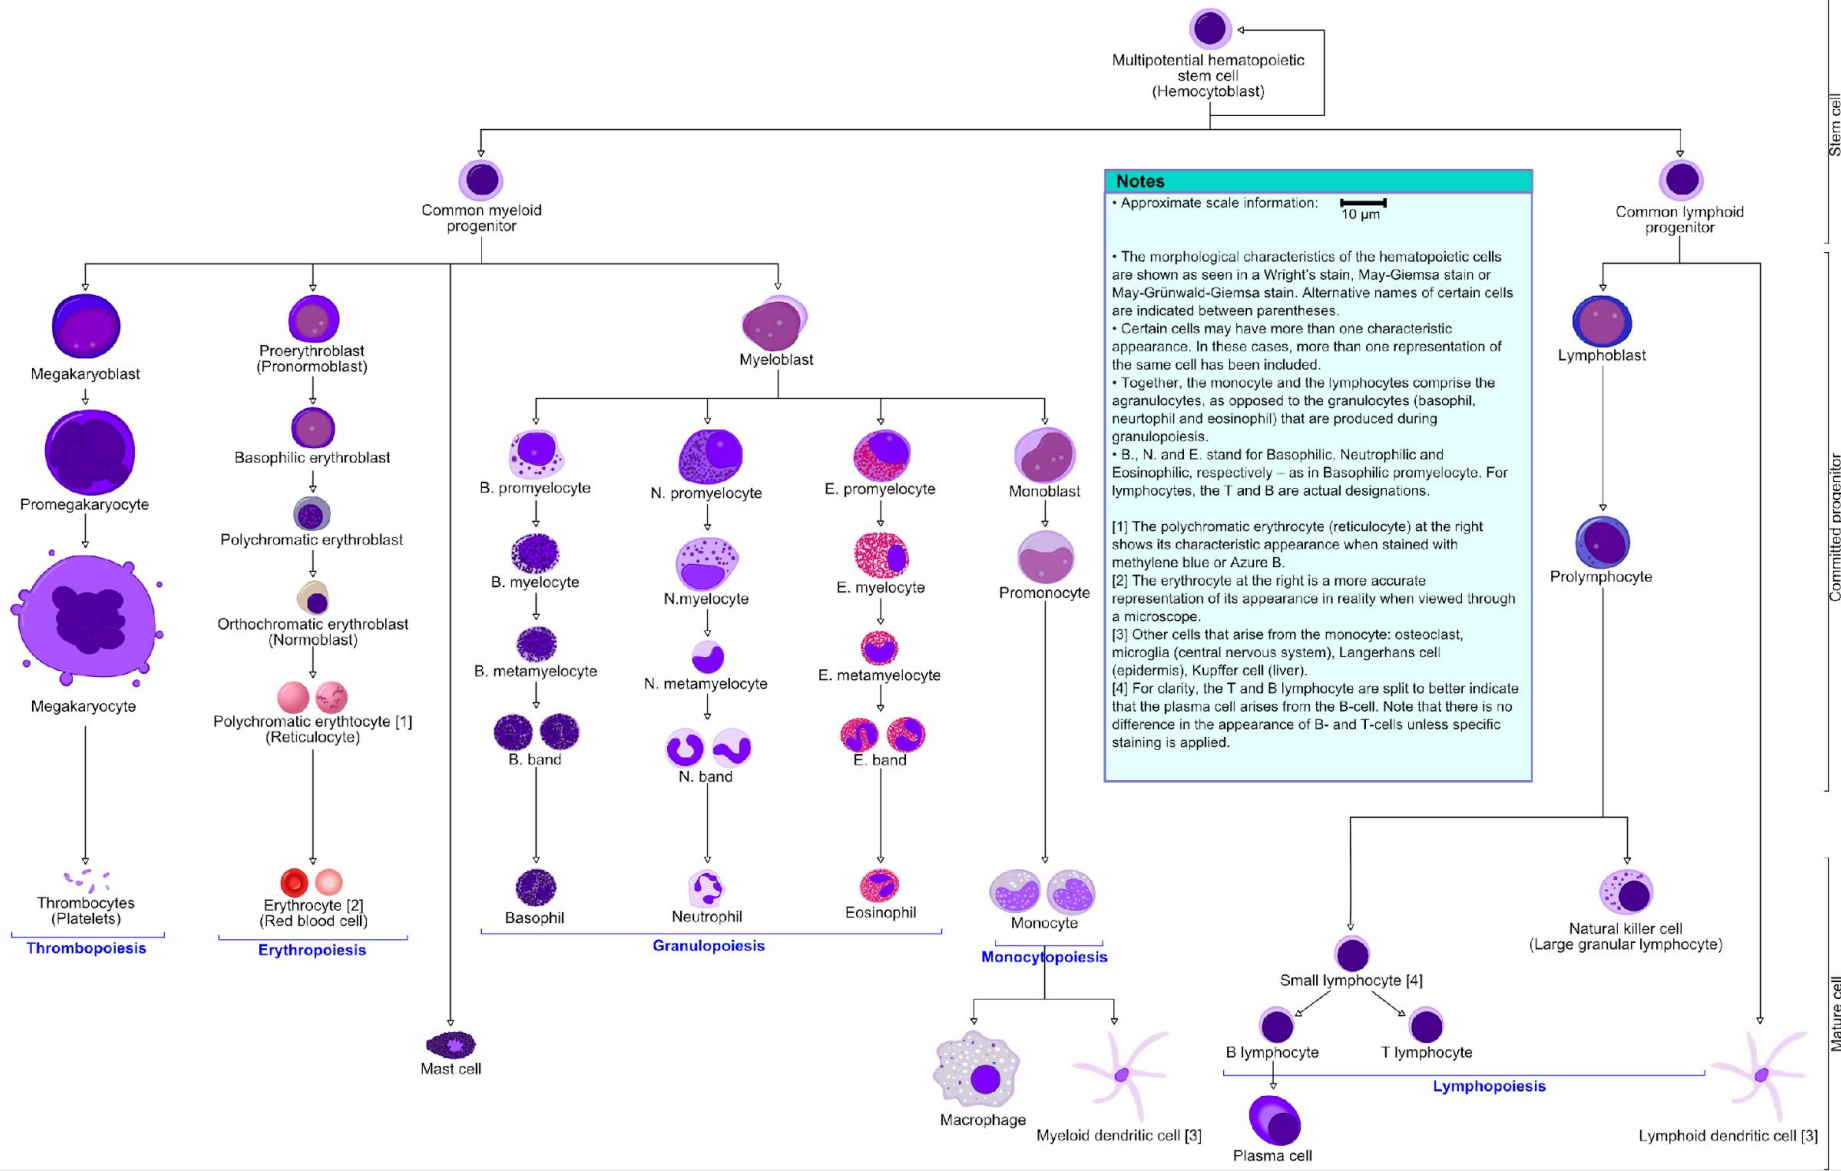 Multipotential hematopoietic
stem cell
(Hemocytoblast)
Stem cell
Common myeloid
progenitor
Common lymphoid
progenitor
Notes
• Approximate scale information:
10 µm
• The morphological characteristics of the hematopoietic cells
are shown as seen in a Wright's stain, May-Giemsa stain or
May-Grünwald-Giemsa stain. Alternative names of certain cells
are indicated between parentheses.
• Certain cells may have more than one characteristic
appearance. In these cases, more than one representation of
the same cell has been included.
• Together, the monocyte and the lymphocytes comprise the
agranulocytes, as opposed to the granulocytes (basophil,
neurtophil and eosinophil) that are produced during
granulopoiesis.
• B., N. and E. stand for Basophilic, Neutrophilic and
Eosinophilic, respectively – as in Basophilic promyelocyte. For
lymphocytes, the T and B are actual designations.
[1] The polychromatic erythrocyte (reticulocyte) at the right
shows its characteristic appearance when stained with
methylene blue or Azure B.
[2] The erythrocyte at the right is a more accurate
representation of its appearance in reality when viewed through
a microscope.
[3] Other cells that arise from the monocyte: osteoclast,
microglia (central nervous system), Langerhans cell
(epidermis), Kupffer cell (liver).
[4] For clarity, the T and B lymphocyte are split to better indicate
that the plasma cell arises from the B-cell. Note that there is no
difference in the appearance of B- and T-cells unless specific
staining is applied.
Megakaryoblast
Proerythroblast
(Pronormoblast)
Myeloblast
Lymphoblast
Promegakaryocyte
Basophilic erythroblast
B. promyelocyte
N. promyelocyte
E. promyelocyte
Monoblast
Committed progenitor
Polychromatic erythroblast
B. myelocyte
N.myelocyte
E. myelocyte
Promonocyte
Prolymphocyte
Orthochromatic erythroblast
(Normoblast)
B. metamyelocyte
N. metamyelocyte
E. metamyelocyte
Megakaryocyte
Polychromatic erythtocyte [1]
(Reticulocyte)
B. band
N. band
E. band
Thrombocytes
(Platelets)
Erythrocyte [2]
(Red blood cell)
Basophil
Neutrophil
Eosinophil
Monocyte
Natural killer cell
(Large granular lymphocyte)
Thrombopoiesis
Erythropoiesis
Granulopoiesis
Monocytopoiesis
Small lymphocyte [4]
Mature cell
B lymphocyte
T lymphocyte
Mast cell
Lymphopoiesis
Macrophage
Myeloid dendritic cell [3]
Plasma cell
Lymphoid dendritic cell [3]